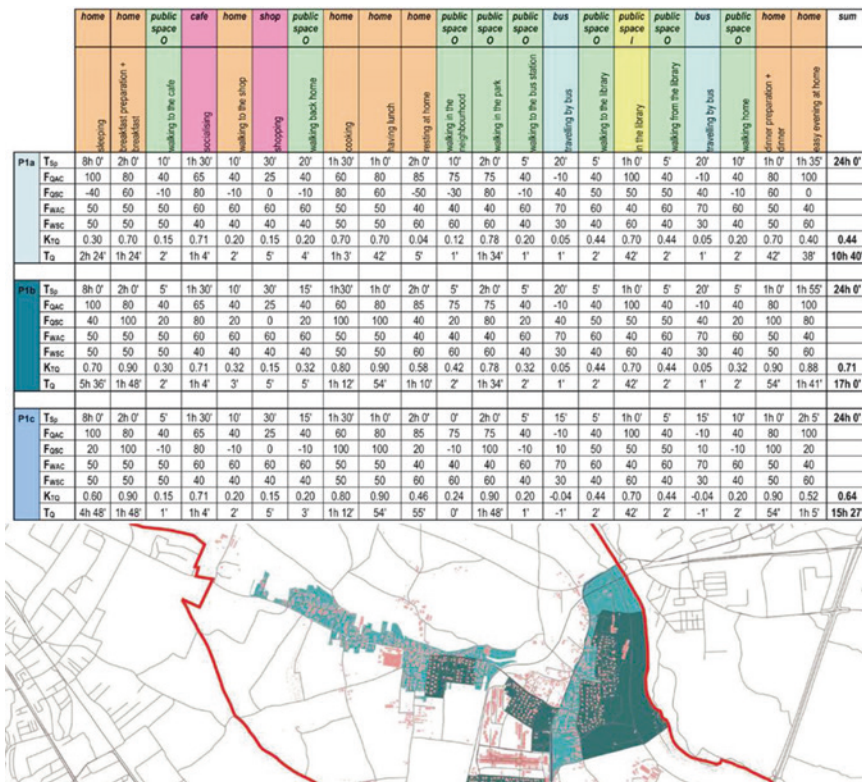 home home public space O cafe home shop public space O home home home public space O public space O public space O bus public space O public space I public space O bus public space O home home sum
sleeping breakfast preparation + breakfast walking to the cafe socialising walking to the shop shopping walking back home cooking having lunch resting at home walking in the neighbourhood walking in the park walking to the bus station travelling by bus walking to the library in the library walking from the library travelling by bus walking home dinner preparation + dinner easy evening at home
P1a TSp 8h 0' 2h 0' 10' 1h 30' 10' 30' 20' 1h 30' 1h 0' 2h 0' 10' 2h 0' 5' 20' 5' 1h 0' 5' 20' 10' 1h 0' 1h 35' 24h 0'
FQAC 100 80 40 65 40 25 40 60 80 85 75 75 40 -10 40 100 40 -10 40 80 100
FQSC -40 60 -10 80 -10 0 -10 80 60 -50 -30 80 -10 40 50 50 50 40 -10 60 0
FWAC 50 50 50 60 60 60 60 50 50 40 40 40 60 70 60 40 60 70 60 50 40
FWSC 50 50 50 40 40 40 40 50 50 60 60 60 40 30 40 60 40 30 40 50 60
KTQ 0.30 0.70 0.15 0.71 0.20 0.15 0.20 0.70 0.70 0.04 0.12 0.78 0.20 0.05 0.44 0.70 0.44 0.05 0.20 0.70 0.40 0.44
TQ 2h 24' 1h 24' 2' 1h 4' 2' 5' 4' 1h 3' 42' 5' 1' 1h 34' 1' 1' 2' 42' 2' 1' 2' 42' 38' 10h 40'
P1b TSp 8h 0' 2h 0' 5' 1h 30' 10' 30' 15' 1h30' 1h 0' 2h 0' 5' 2h 0' 5' 20' 5' 1h 0' 5' 20' 5' 1h 0' 1h 55' 24h 0'
FQAC 100 80 40 65 40 25 40 60 80 85 75 75 40 -10 40 100 40 -10 40 80 100
FQSC 40 100 20 80 20 0 20 100 100 40 20 80 20 40 50 50 50 40 20 100 80
FWAC 50 50 50 60 60 60 60 50 50 40 40 40 60 70 60 40 60 70 60 50 40
FWSC 50 50 50 40 40 40 40 50 50 60 60 60 40 30 40 60 40 30 40 50 60
KTQ 0.70 0.90 0.30 0.71 0.32 0.15 0.32 0.80 0.90 0.58 0.42 0.78 0.32 0.05 0.44 0.70 0.44 0.05 0.32 0.90 0.88 0.71
TQ 5h 36' 1h 48' 2' 1h 4' 3' 5' 5' 1h 12' 54' 1h 10' 2' 1h 34' 2' 1' 2' 42' 2' 1' 2' 54' 1h 41' 17h 0'
P1c TSp 8h 0' 2h 0' 5' 1h 30' 10' 30' 15' 1h 30' 1h 0' 2h 0' 0' 2h 0' 5' 15' 5' 1h 0' 5' 15' 10' 1h 0' 2h 5' 24h 0'
FQAC 100 80 40 65 40 25 40 60 80 85 75 75 40 -10 40 100 40 -10 40 80 100
FQSC 20 100 -10 80 -10 0 -10 100 100 20 -10 100 -10 10 50 50 50 10 -10 100 20
FWAC 50 50 50 60 60 60 60 50 50 40 40 40 60 70 60 40 60 70 60 50 40
FWSC 50 50 50 40 40 40 40 50 50 60 60 60 40 30 40 60 40 30 40 50 60
KTQ 0.60 0.90 0.15 0.71 0.20 0.15 0.20 0.80 0.90 0.46 0.24 0.90 0.20 -0.04 0.44 0.70 0.44 -0.04 0.20 0.90 0.52 0.64
TQ 4h 48' 1h 48' 1' 1h 4' 2' 5' 3' 1h 12' 54' 55' 0' 1h 48' 1' -1' 2' 42' 2' -1' 2' 54' 1h 5' 15h 27'